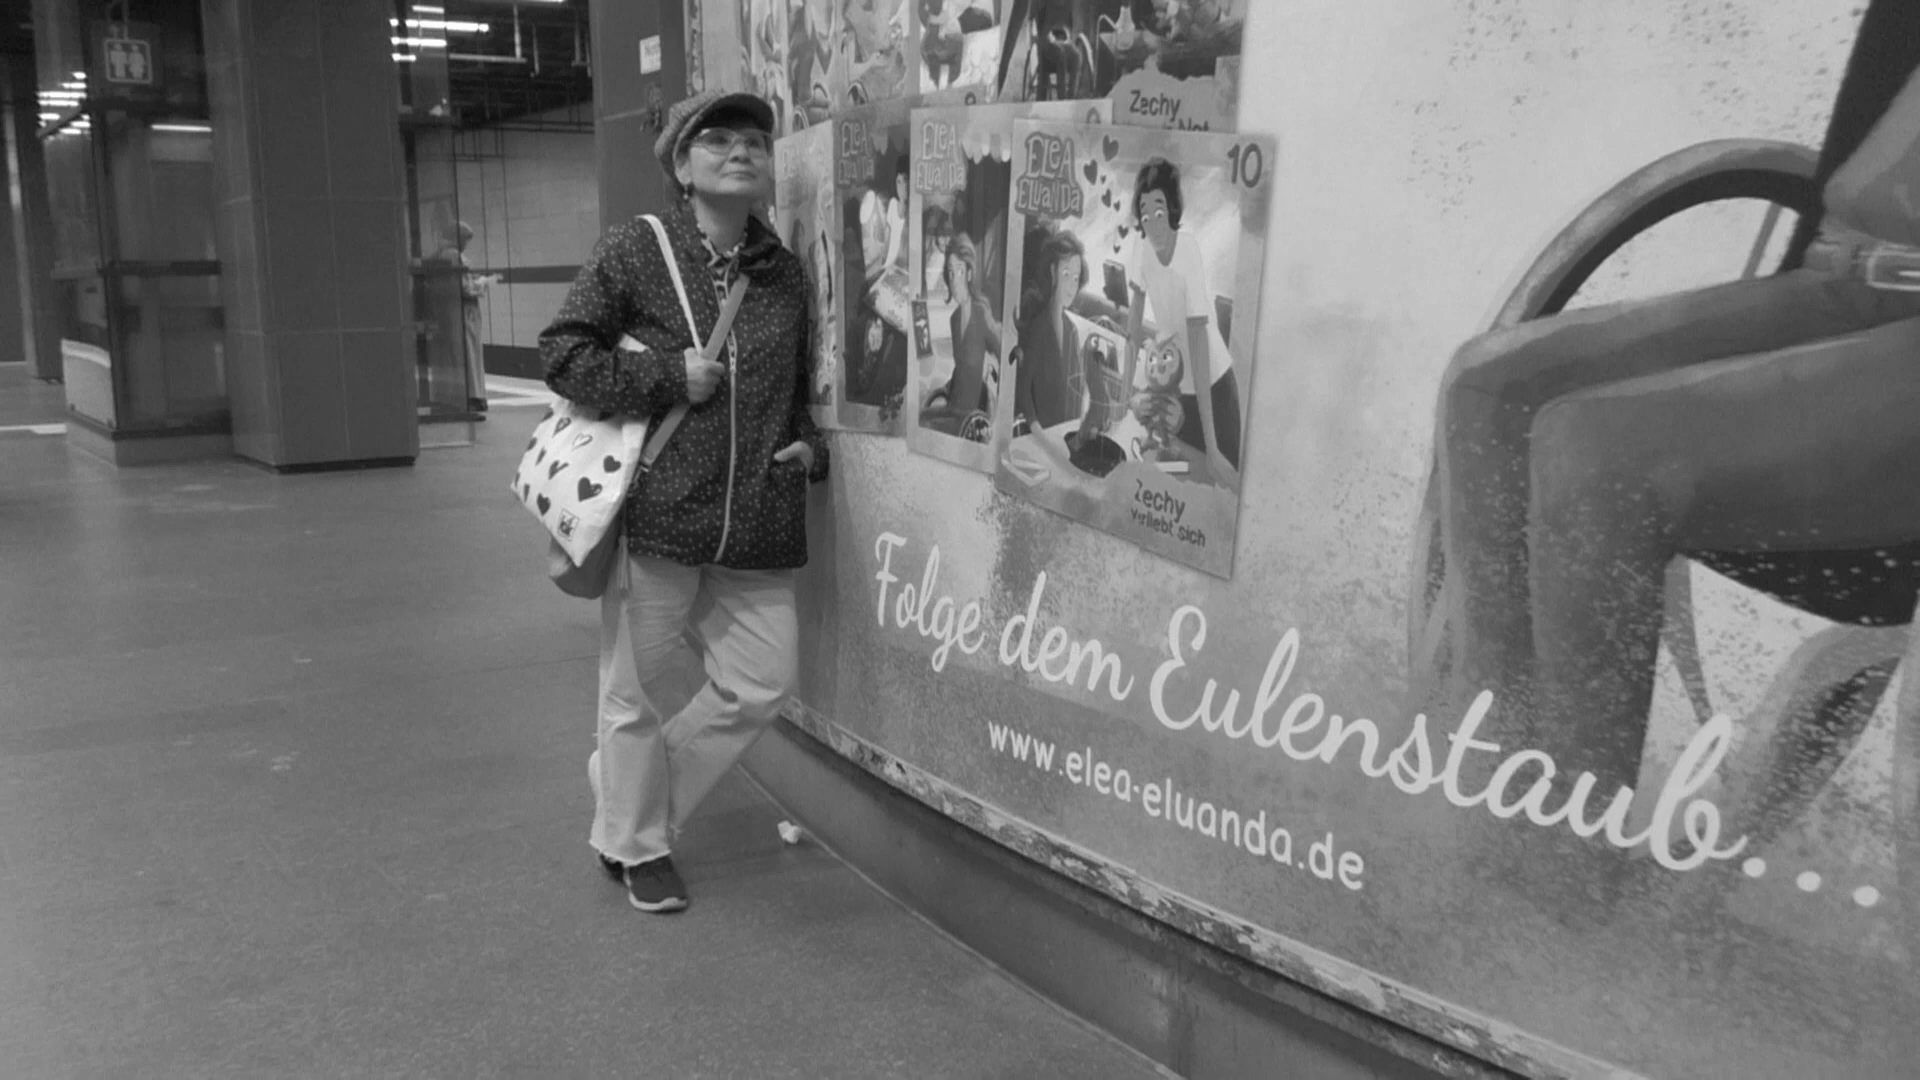 Zechy
ELEA
ELUANDA
ELEA
ELUANDA
ELEA
ELUANDA
10
Zechy
verliebt sich
Folge dem Eulenstaub...
www.elea-eluanda.de